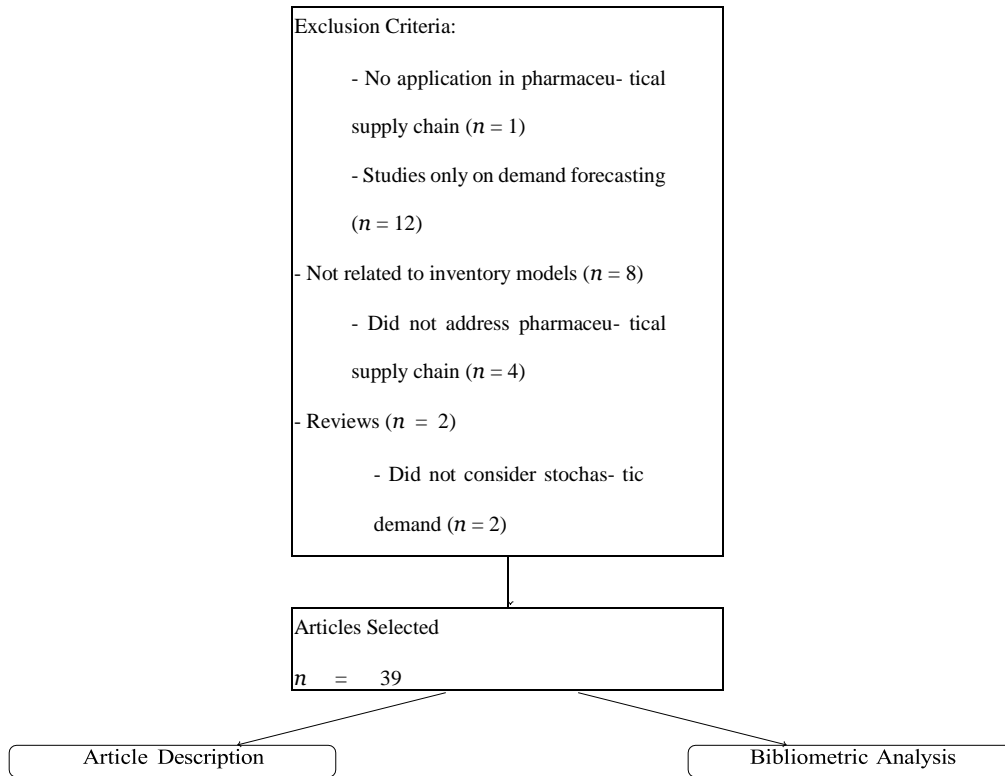 Exclusion Criteria:
- No application in pharmaceu- tical
supply chain (n = 1)
- Studies only on demand forecasting
(n = 12)
- Not related to inventory models (n = 8)
- Did not address pharmaceu- tical
supply chain (n = 4)
- Reviews (n = 2)
- Did not consider stochas- tic
demand (n = 2)
Articles Selected
n = 39
Article Description
Bibliometric Analysis